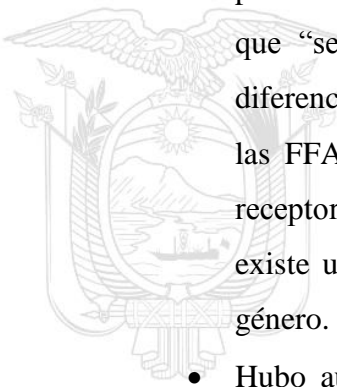 que “se
diferenc
las FFA
receptor
existe u
género.
• Hubo au